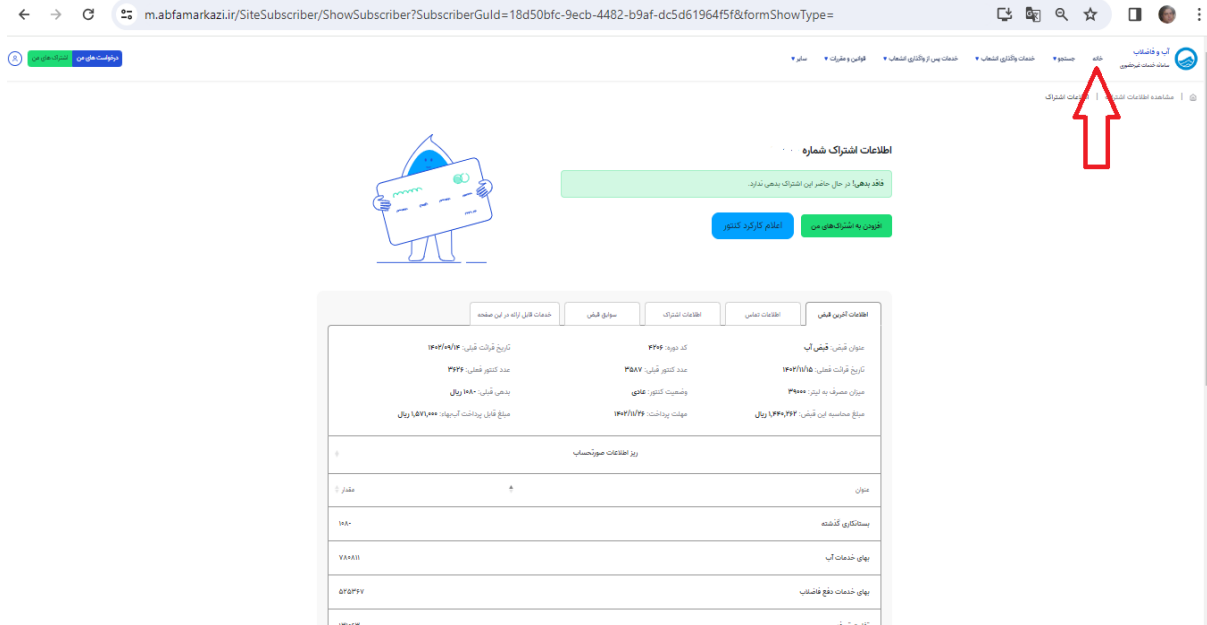 m.abfamarkazi.ir/SiteSubscriber/ShowSubscriber?SubscriberGuId=18d50bfc-9ecb-4482-b9af-dc5d61964f5f&formShowType=
آب و فاضلاب
سامانه خدمات غیرحضوری
خانه جستجو خدمات واگذاری انشعاب خدمات پس از واگذاری انشعاب قوانین و مقررات سایر
درخواست های من اشتراک های من
مشاهده اطلاعات | اطلاعات اشتراک
اطلاعات اشتراک شماره
فاقد بدهی! در حال حاضر این اشتراک بدهی ندارد.
افزودن به اشتراک‌های من اعلام کارکرد کنتور
اطلاعات آخرین قبض اطلاعات تماس اطلاعات اشتراک سوابق قبض خدمات قابل ارائه در این صفحه
عنوان قبض: قبض آب کد دوره: ۴۲۰۶ تاریخ قرائت قبلی: ۱۴۰۲/۰۹/۱۴
تاریخ قرائت فعلی: ۱۴۰۲/۱۱/۱۵ عدد کنتور قبلی: ۳۵۸۷ عدد کنتور فعلی: ۳۶۲۶
میزان مصرف به لیتر: ۳۹۰۰۰ وضعیت کنتور: عادی بدهی قبلی: -۱۰۸ ریال
مبلغ محاسبه این قبض: ۱,۴۴۰,۲۶۲ ریال مهلت پرداخت: ۱۴۰۲/۱۱/۲۶ مبلغ قابل پرداخت آب‌بهاء: ۱,۵۷۱,۰۰۰ ریال
ریز اطلاعات صورتحساب
عنوان مقدار
بستانکاری گذشته -۱۰۸
بهای خدمات آب ۷۸۰۸۱۱
بهای خدمات دفع فاضلاب ۵۲۵۳۶۷